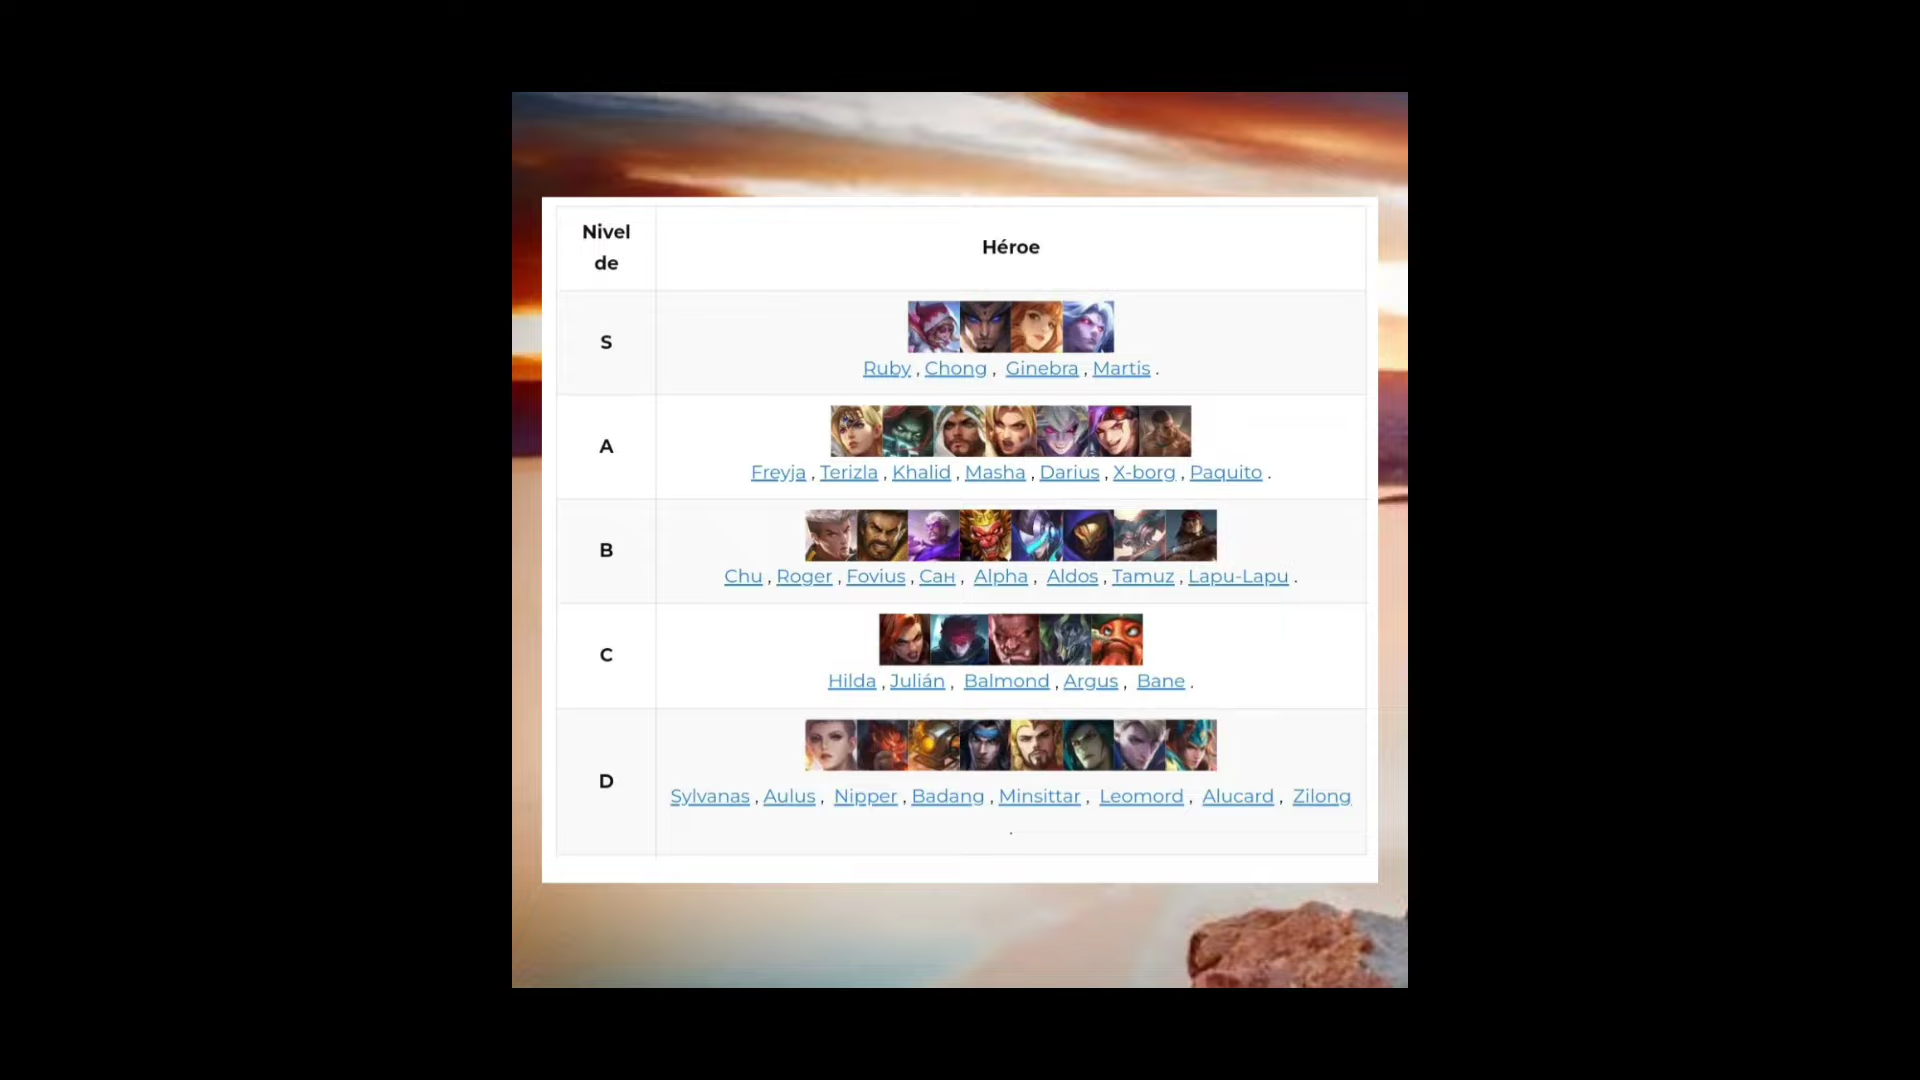 Nivel
de
Héroe
S
Ruby , Chong ,  Ginebra , Martis .
A
Freyja , Terizla , Khalid , Masha , Darius , X-borg , Paquito .
B
Chu , Roger , Fovius , Сан ,  Alpha ,  Aldos , Tamuz , Lapu-Lapu .
C
Hilda , Julián ,  Balmond , Argus ,  Bane .
D
Sylvanas , Aulus ,  Nipper , Badang , Minsittar ,  Leomord ,  Alucard ,  Zilong
.